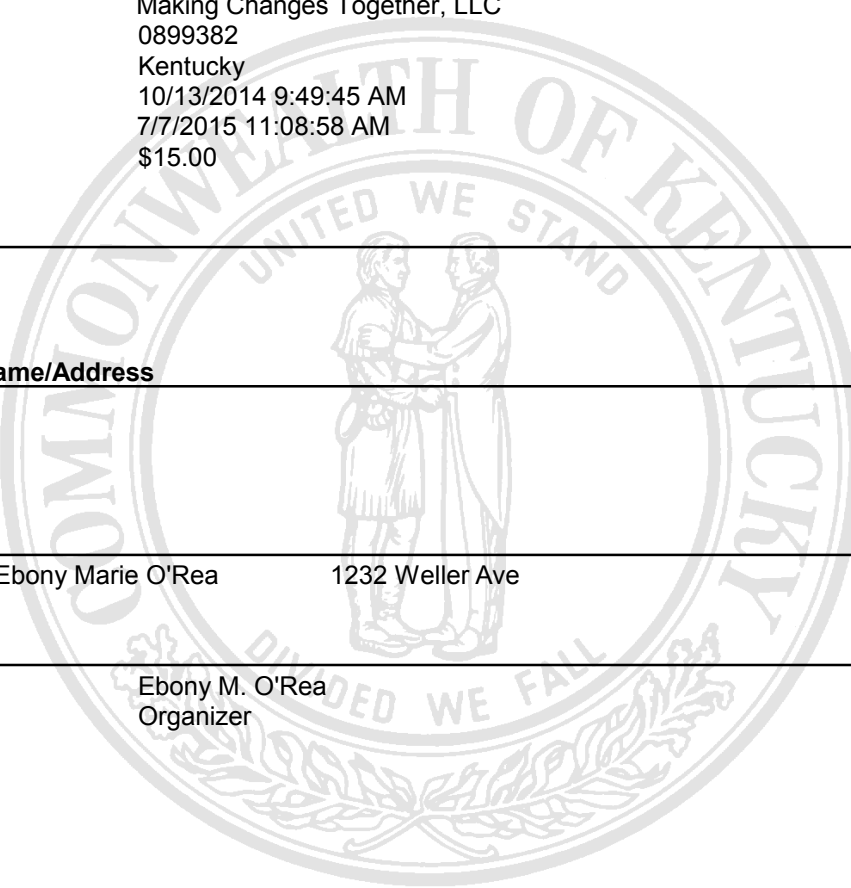 Making Changes Together, LLC
0899382
Kentucky
10/13/2014 9:49:45 AM
7/7/2015 11:08:58 AM
$15.00
COMMONWEALTH OF KENTUCKY
UNITED WE STAND
ame/Address
Ebony Marie O'Rea 1232 Weller Ave
DIVIDED WE FALL
Ebony M. O'Rea
Organizer